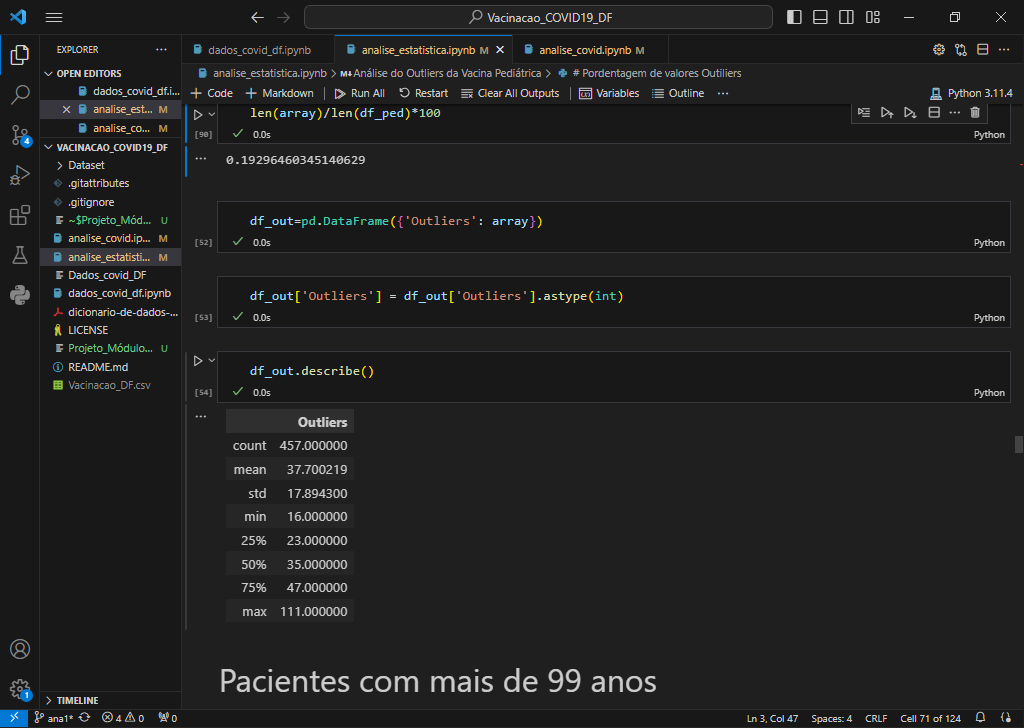 Vacinacao_COVID19_DF
EXPLORER
OPEN EDITORS
dados_covid_df.i...
analise_est... M
analise_co... M
VACINACAO_COVID19_DF
Dataset
.gitattributes
.gitignore
~$Projeto_Mód... U
analise_covid.ip... M
analise_estatisti... M
Dados_covid_DF
dados_covid_df.ipynb
dicionario-de-dados-...
LICENSE
Projeto_Módulo... U
README.md
Vacinacao_DF.csv
TIMELINE
4
1
dados_covid_df.ipynb
analise_estatistica.ipynb M
analise_covid.ipynb M
analise_estatistica.ipynb > M Análise do Outliers da Vacina Pediátrica > # Pordentagem de valores Outliers
Code Markdown Run All Restart Clear All Outputs Variables Outline ... Python 3.11.4
len(array)/len(df_ped)*100
[90] 0.0s Python
0.19296460345140629
df_out=pd.DataFrame({'Outliers': array})
[52] 0.0s Python
df_out['Outliers'] = df_out['Outliers'].astype(int)
[53] 0.0s Python
df_out.describe()
[54] 0.0s Python
Outliers
count 457.000000
mean 37.700219
std 17.894300
min 16.000000
25% 23.000000
50% 35.000000
75% 47.000000
max 111.000000
Pacientes com mais de 99 anos
ana1* 4 0 0 Ln 3, Col 47 Spaces: 4 CRLF Cell 71 of 124